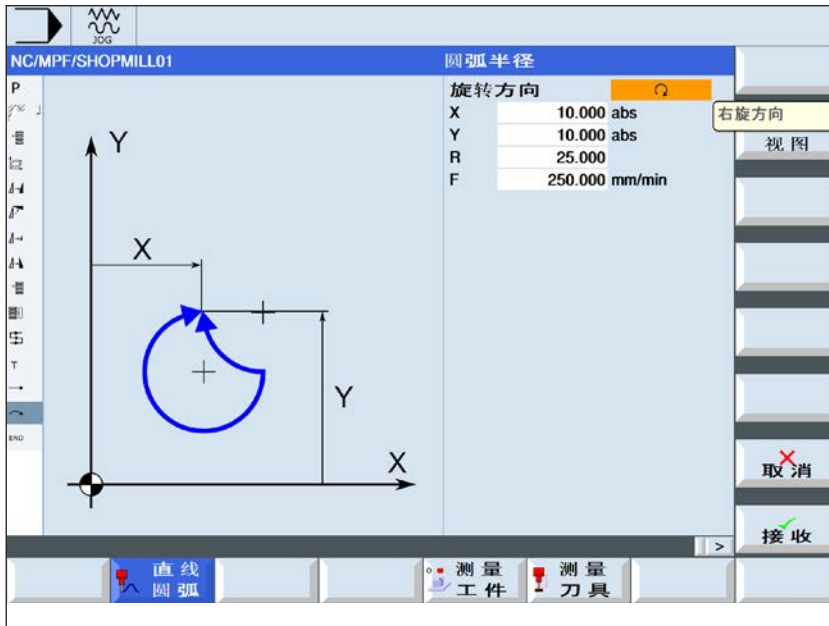 JOG
NC/MPF/SHOPMILL01
圆弧半径
P
T
END
Y
X
Y
X
旋转方向
X 10.000 abs
Y 10.000 abs
R 25.000
F 250.000 mm/min
右旋方向
视图
取消
接收
>
直线
圆弧
测量
工件
测量
刀具